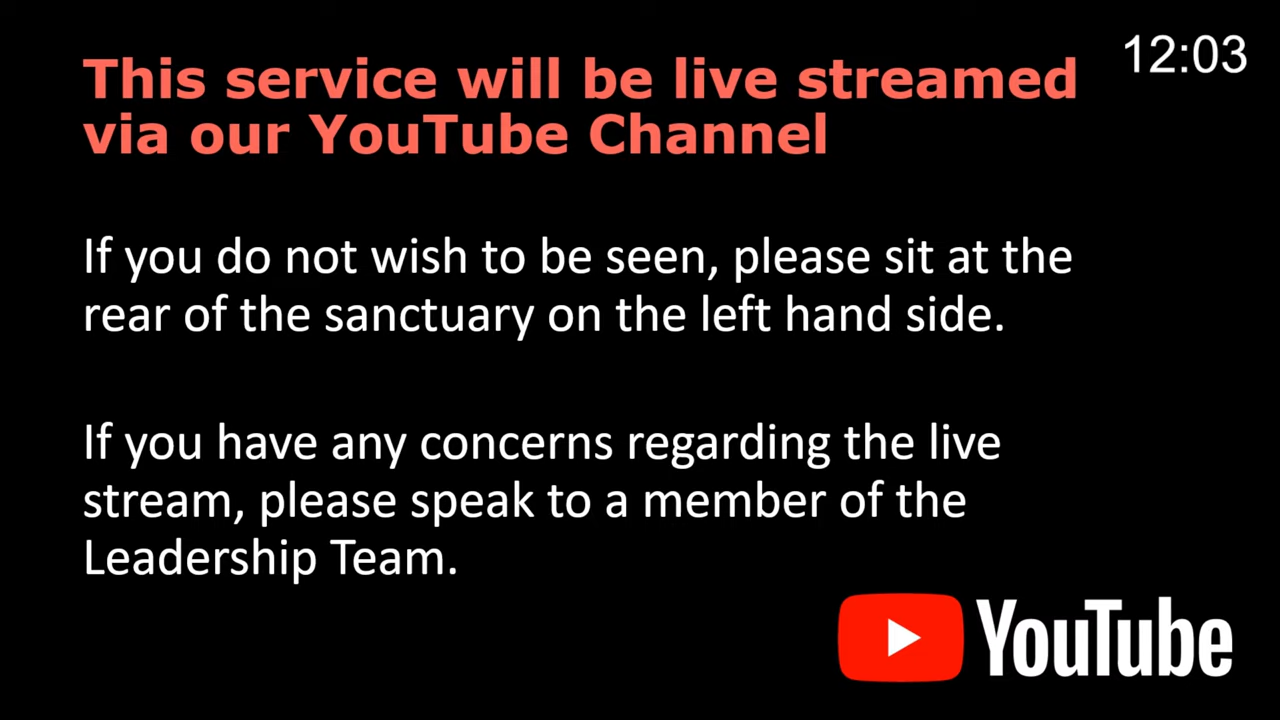 12:03
This service will be live streamed
via our YouTube Channel
If you do not wish to be seen, please sit at the
rear of the sanctuary on the left hand side.
If you have any concerns regarding the live
stream, please speak to a member of the
Leadership Team.
YouTube